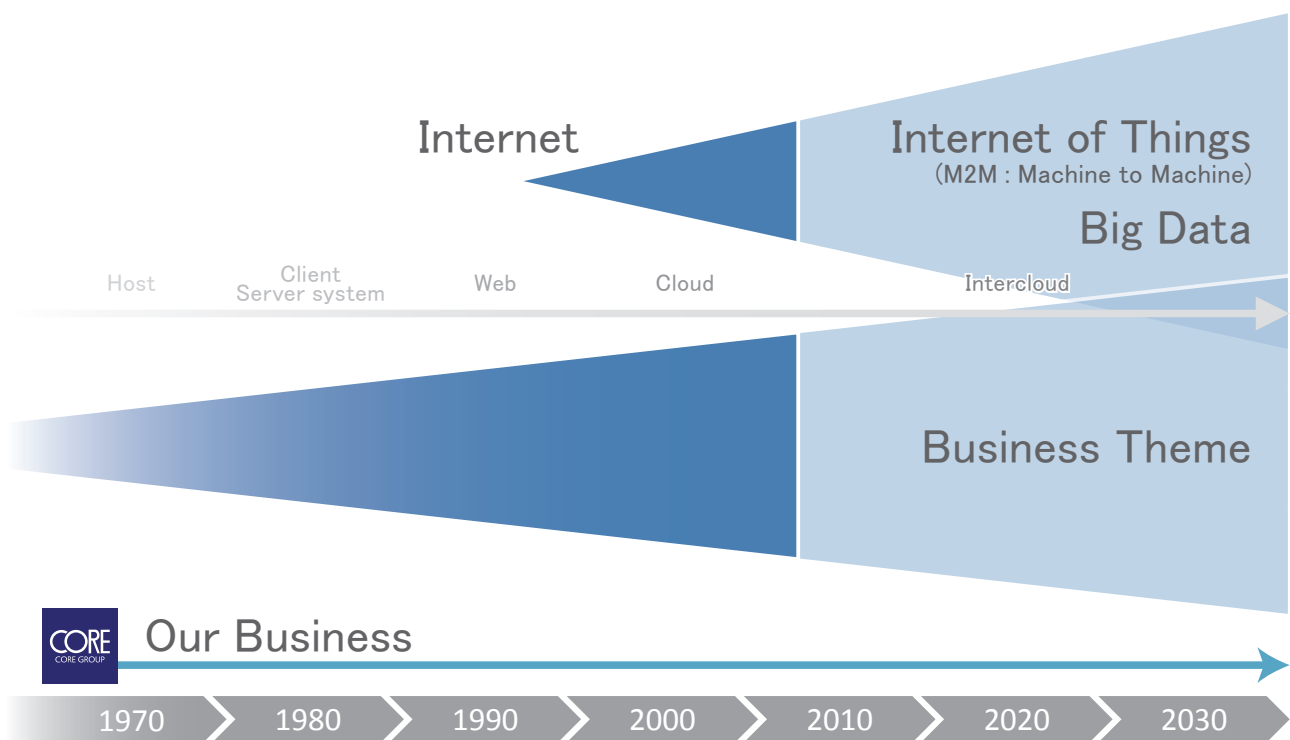 Internet
Internet of Things
(M2M : Machine to Machine)
Big Data
Host
Client
Server system
Web
Cloud
Intercloud
Business Theme
CORE
CORE GROUP
Our Business
1970
1980
1990
2000
2010
2020
2030